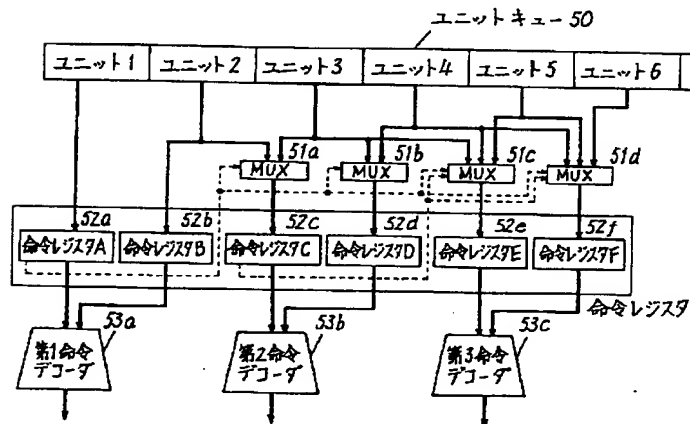 ユニットキュー50
ユニット1 ユニット2 ユニット3 ユニット4 ユニット5 ユニット6
51a 51b 51c 51d
MUX MUX MUX MUX
52a 52b 52c 52d 52e 52f
命令レジスタA 命令レジスタB 命令レジスタC 命令レジスタD 命令レジスタE 命令レジスタF
命令レジスタ
53a 53b 53c
第1命令 第2命令 第3命令
デコーダ デコーダ デコーダ